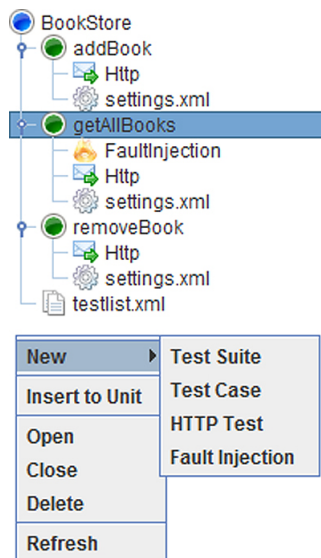 BookStore
addBook
Http
settings.xml
getAllBooks
FaultInjection
Http
settings.xml
removeBook
Http
settings.xml
testlist.xml
New
Test Suite
Insert to Unit
Test Case
HTTP Test
Open
Fault Injection
Close
Delete
Refresh